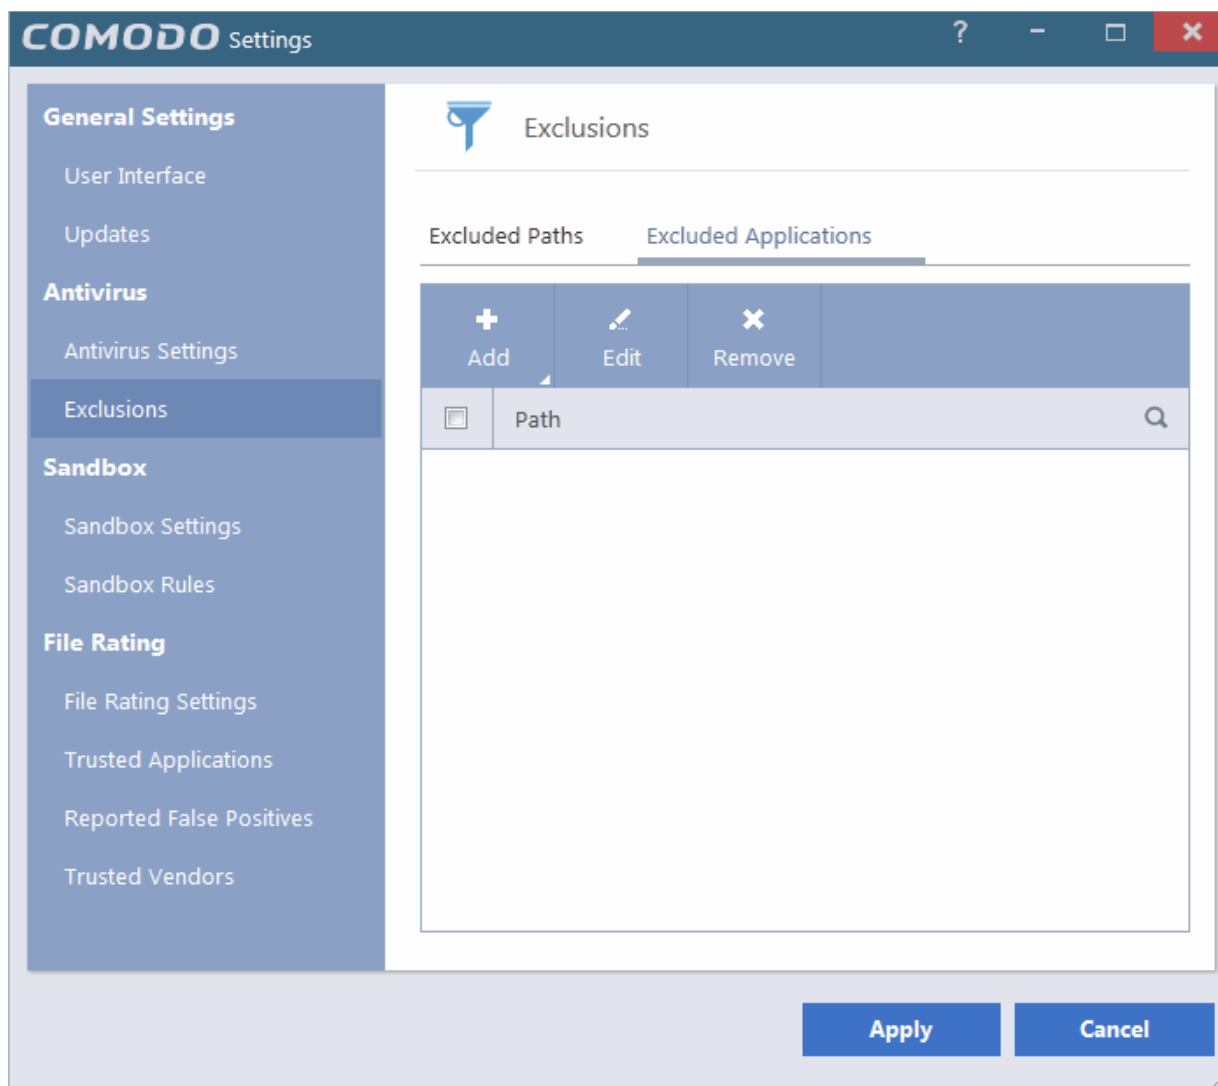 COMODO Settings
?
General Settings
User Interface
Updates
Antivirus
Antivirus Settings
Exclusions
Sandbox
Sandbox Settings
Sandbox Rules
File Rating
File Rating Settings
Trusted Applications
Reported False Positives
Trusted Vendors
Exclusions
Excluded Paths Excluded Applications
Add Edit Remove
Path
Apply Cancel